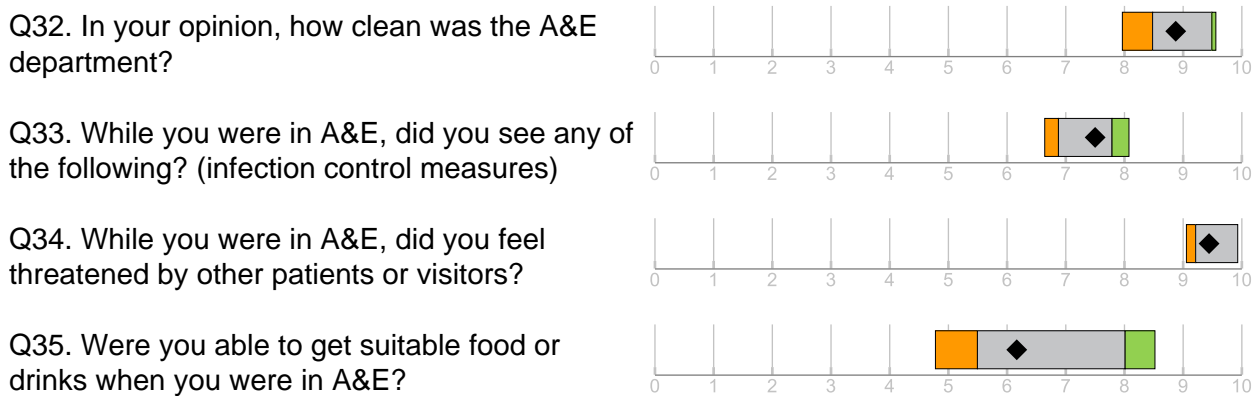 Q32. In your opinion, how clean was the A&E
department?
0 1 2 3 4 5 6 7 8 9 10
Q33. While you were in A&E, did you see any of
the following? (infection control measures)
0 1 2 3 4 5 6 7 8 9 10
Q34. While you were in A&E, did you feel
threatened by other patients or visitors?
0 1 2 3 4 5 6 7 8 9 10
Q35. Were you able to get suitable food or
drinks when you were in A&E?
0 1 2 3 4 5 6 7 8 9 10